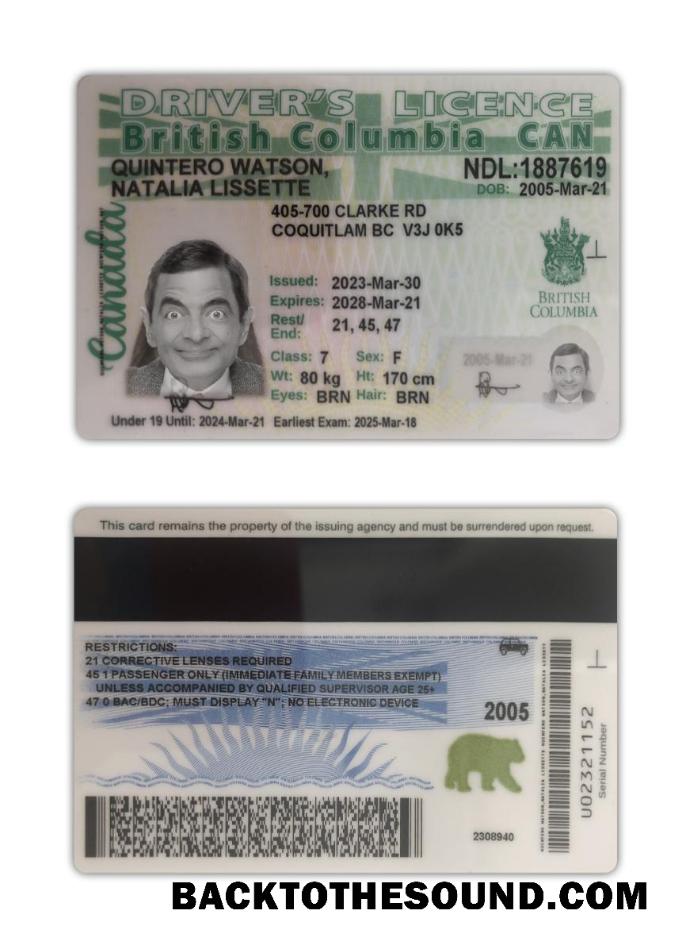 DRIVER'S LICENCE
British Columbia CAN
QUINTERO WATSON,
NATALIA LISSETTE
NDL:1887619
DOB: 2005-Mar-21
405-700 CLARKE RD
COQUITLAM BC V3J 0K5
Canada
Issued: 2023-Mar-30
Expires: 2028-Mar-21
Rest/
End: 21, 45, 47
Class: 7 Sex: F
Wt: 80 kg Ht: 170 cm
Eyes: BRN Hair: BRN
BRITISH
COLUMBIA
2005-Mar-21
Under 19 Until: 2024-Mar-21 Earliest Exam: 2025-Mar-18
This card remains the property of the issuing agency and must be surrendered upon request.
RESTRICTIONS:
21 CORRECTIVE LENSES REQUIRED
45 1 PASSENGER ONLY (IMMEDIATE FAMILY MEMBERS EXEMPT)
UNLESS ACCOMPANIED BY QUALIFIED SUPERVISOR AGE 25+
47 0 BAC/BDC; MUST DISPLAY "N"; NO ELECTRONIC DEVICE
2005
U02321152
Serial Number
2308940
BACKTOTHESOUND.COM